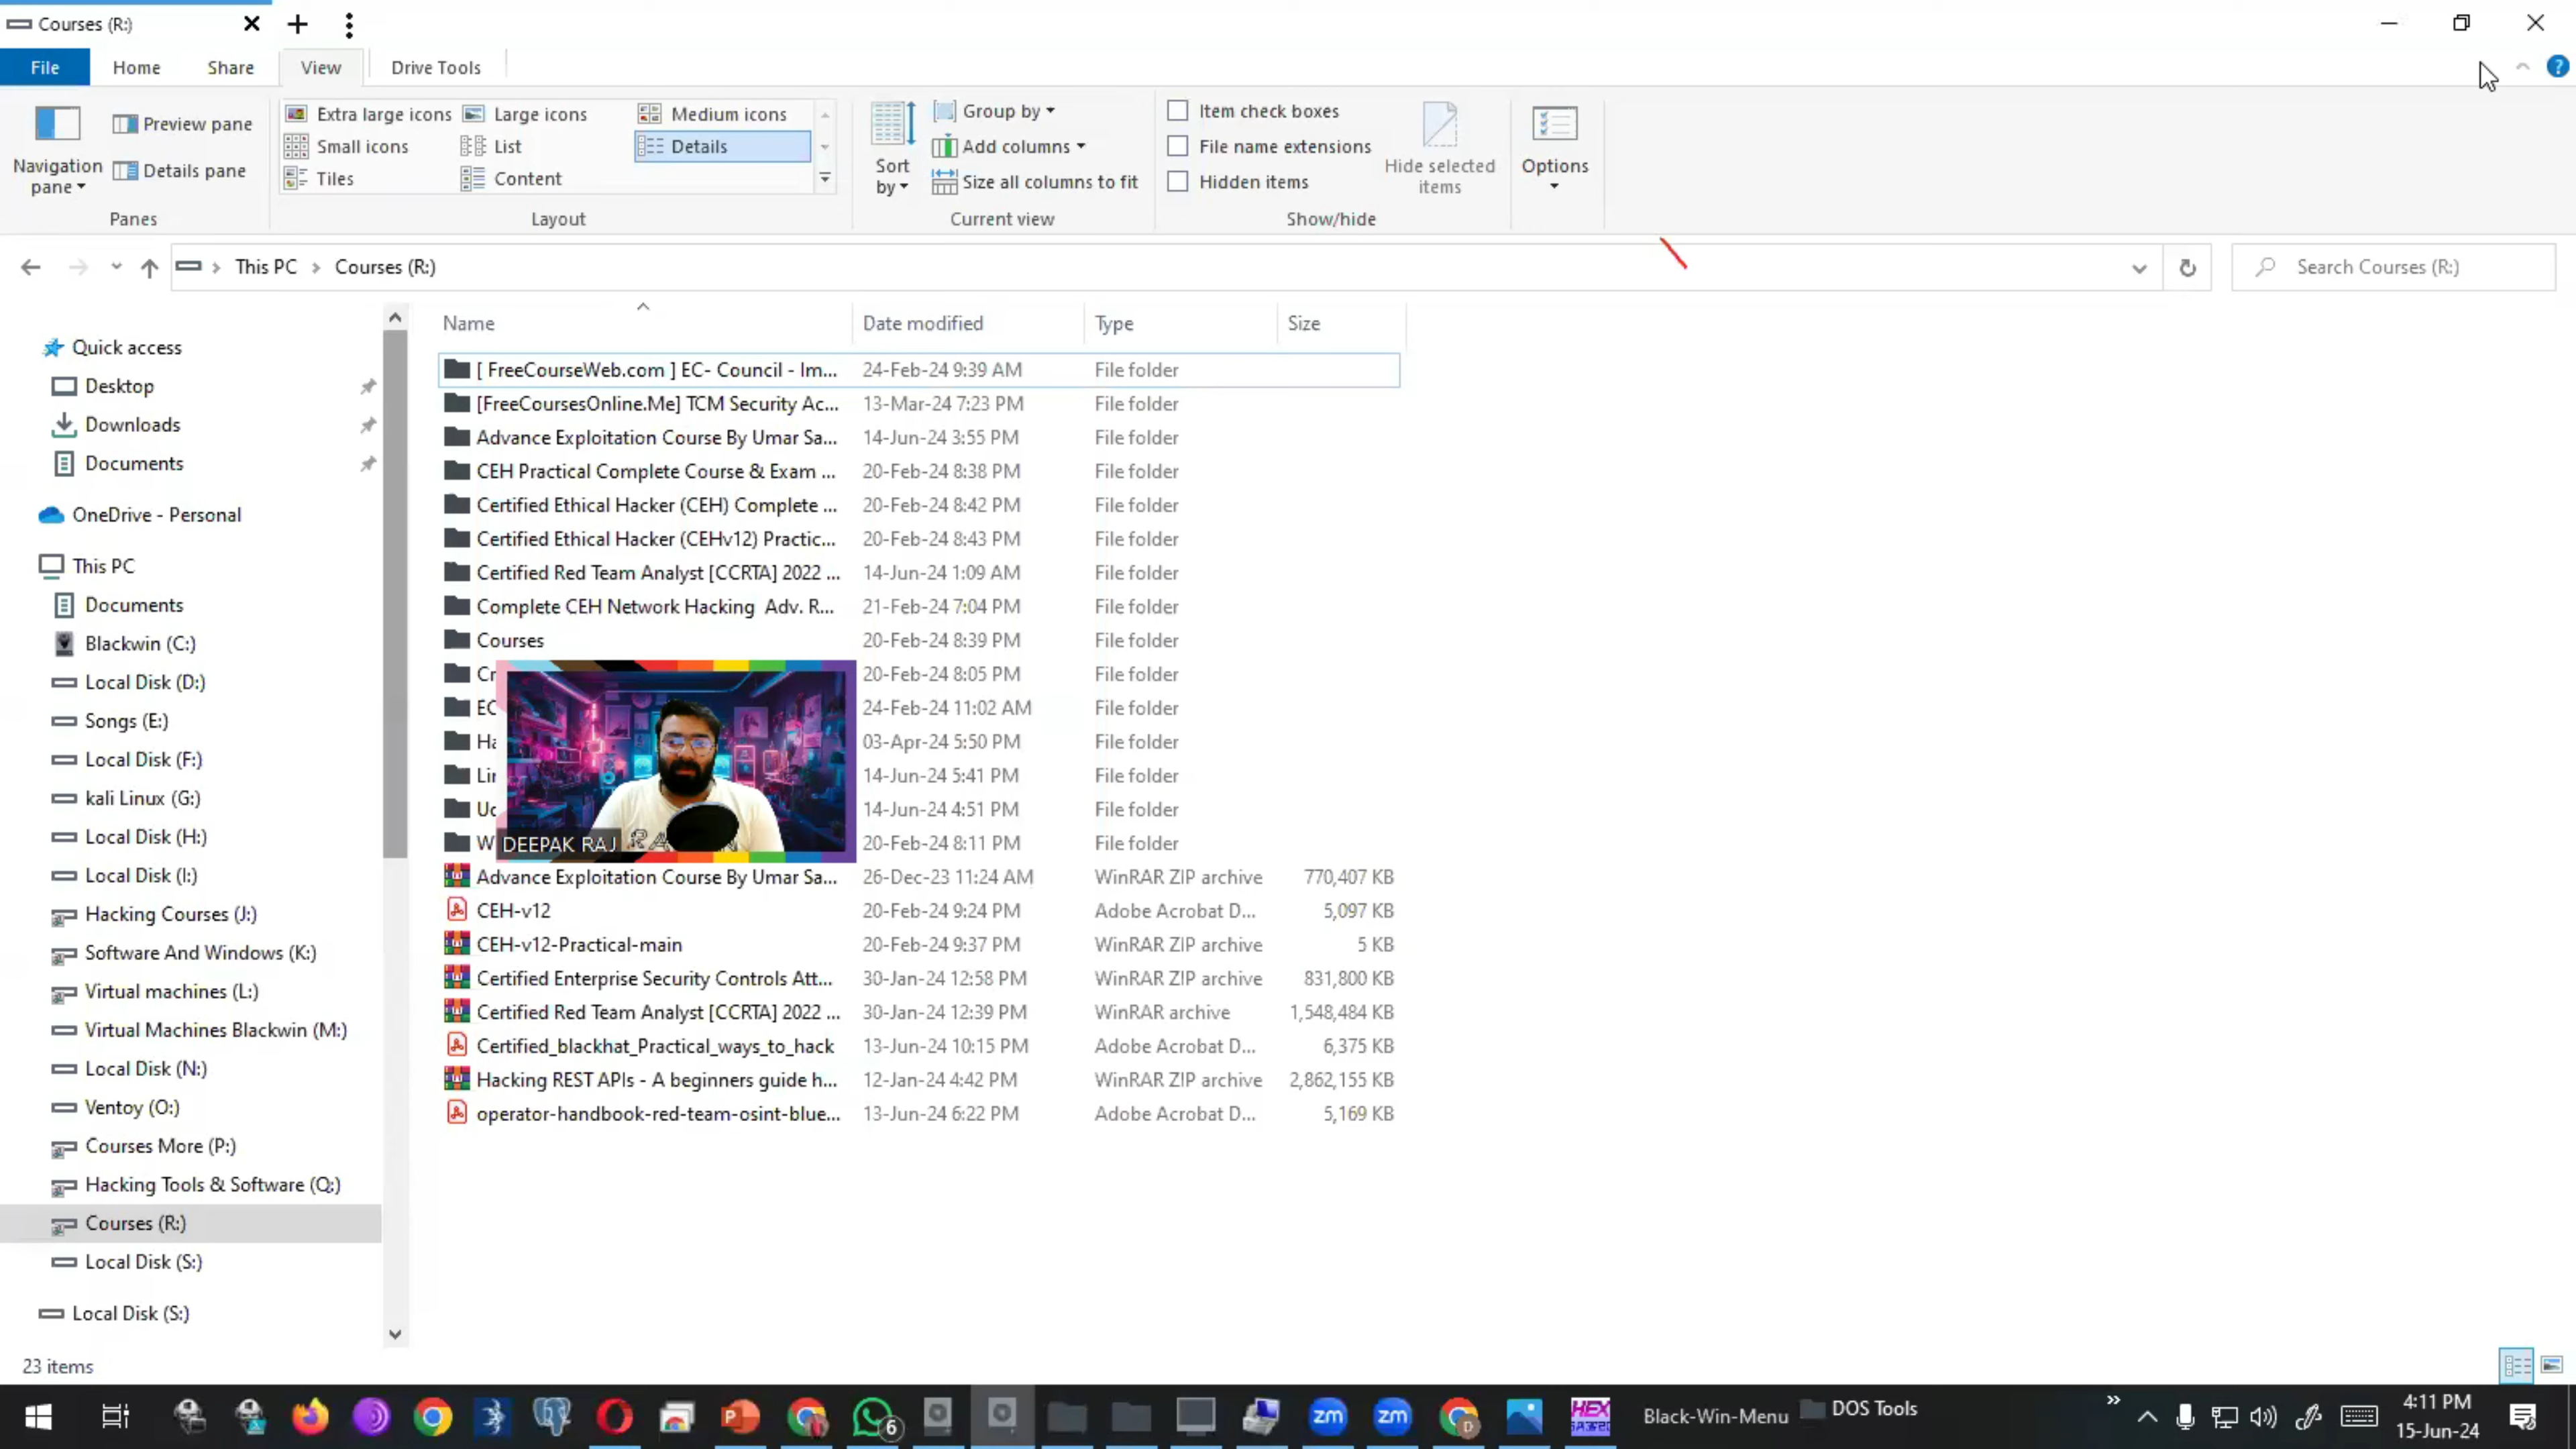 Courses (R:)
File Home Share View Drive Tools
Navigation pane
Preview pane
Details pane
Panes
Extra large icons Large icons Medium icons
Small icons List Details
Tiles Content
Layout
Sort by
Group by
Add columns
Size all columns to fit
Current view
Item check boxes
File name extensions
Hidden items
Hide selected items
Show/hide
Options
This PC > Courses (R:)
Search Courses (R:)
Quick access
Desktop
Downloads
Documents
OneDrive - Personal
This PC
Documents
Blackwin (C:)
Local Disk (D:)
Songs (E:)
Local Disk (F:)
kali Linux (G:)
Local Disk (H:)
Local Disk (I:)
Hacking Courses (J:)
Software And Windows (K:)
Virtual machines (L:)
Virtual Machines Blackwin (M:)
Local Disk (N:)
Ventoy (O:)
Courses More (P:)
Hacking Tools & Software (Q:)
Courses (R:)
Local Disk (S:)
Local Disk (S:)
Name Date modified Type Size
[ FreeCourseWeb.com ] EC- Council - Im... 24-Feb-24 9:39 AM File folder
[FreeCoursesOnline.Me] TCM Security Ac... 13-Mar-24 7:23 PM File folder
Advance Exploitation Course By Umar Sa... 14-Jun-24 3:55 PM File folder
CEH Practical Complete Course & Exam ... 20-Feb-24 8:38 PM File folder
Certified Ethical Hacker (CEH) Complete ... 20-Feb-24 8:42 PM File folder
Certified Ethical Hacker (CEHv12) Practic... 20-Feb-24 8:43 PM File folder
Certified Red Team Analyst [CCRTA] 2022 ... 14-Jun-24 1:09 AM File folder
Complete CEH Network Hacking Adv. R... 21-Feb-24 7:04 PM File folder
Courses 20-Feb-24 8:39 PM File folder
20-Feb-24 8:05 PM File folder
EC 24-Feb-24 11:02 AM File folder
Ha 03-Apr-24 5:50 PM File folder
14-Jun-24 5:41 PM File folder
14-Jun-24 4:51 PM File folder
W 20-Feb-24 8:11 PM File folder
DEEPAK RAJ
Advance Exploitation Course By Umar Sa... 26-Dec-23 11:24 AM WinRAR ZIP archive 770,407 KB
CEH-v12 20-Feb-24 9:24 PM Adobe Acrobat D... 5,097 KB
CEH-v12-Practical-main 20-Feb-24 9:37 PM WinRAR ZIP archive 5 KB
Certified Enterprise Security Controls Att... 30-Jan-24 12:58 PM WinRAR ZIP archive 831,800 KB
Certified Red Team Analyst [CCRTA] 2022 ... 30-Jan-24 12:39 PM WinRAR archive 1,548,484 KB
Certified_blackhat_Practical_ways_to_hack 13-Jun-24 10:15 PM Adobe Acrobat D... 6,375 KB
Hacking REST APIs - A beginners guide h... 12-Jan-24 4:42 PM WinRAR ZIP archive 2,862,155 KB
operator-handbook-red-team-osint-blue... 13-Jun-24 6:22 PM Adobe Acrobat D... 5,169 KB
23 items
6 zm zm D HEX Black-Win-Menu DOS Tools
4:11 PM
15-Jun-24